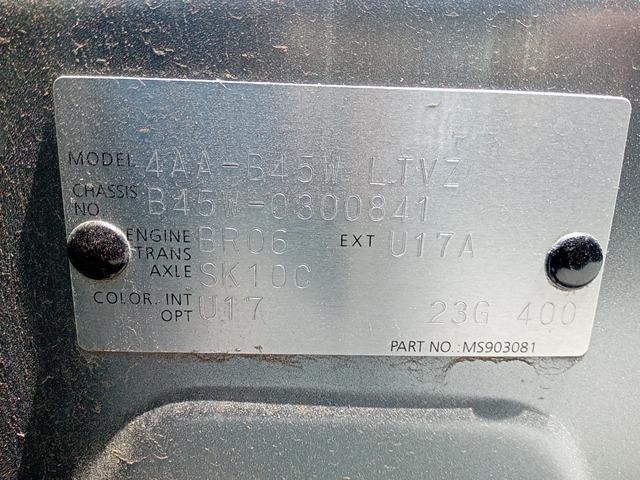 MODEL 4AA-B45W LTVZ
CHASSIS NO. B45W-0300841
ENGINE BR06 EXT U17A
TRANS AXLE SK10C
COLOR. INT OPT U17 23G 400
PART NO.: MS903081